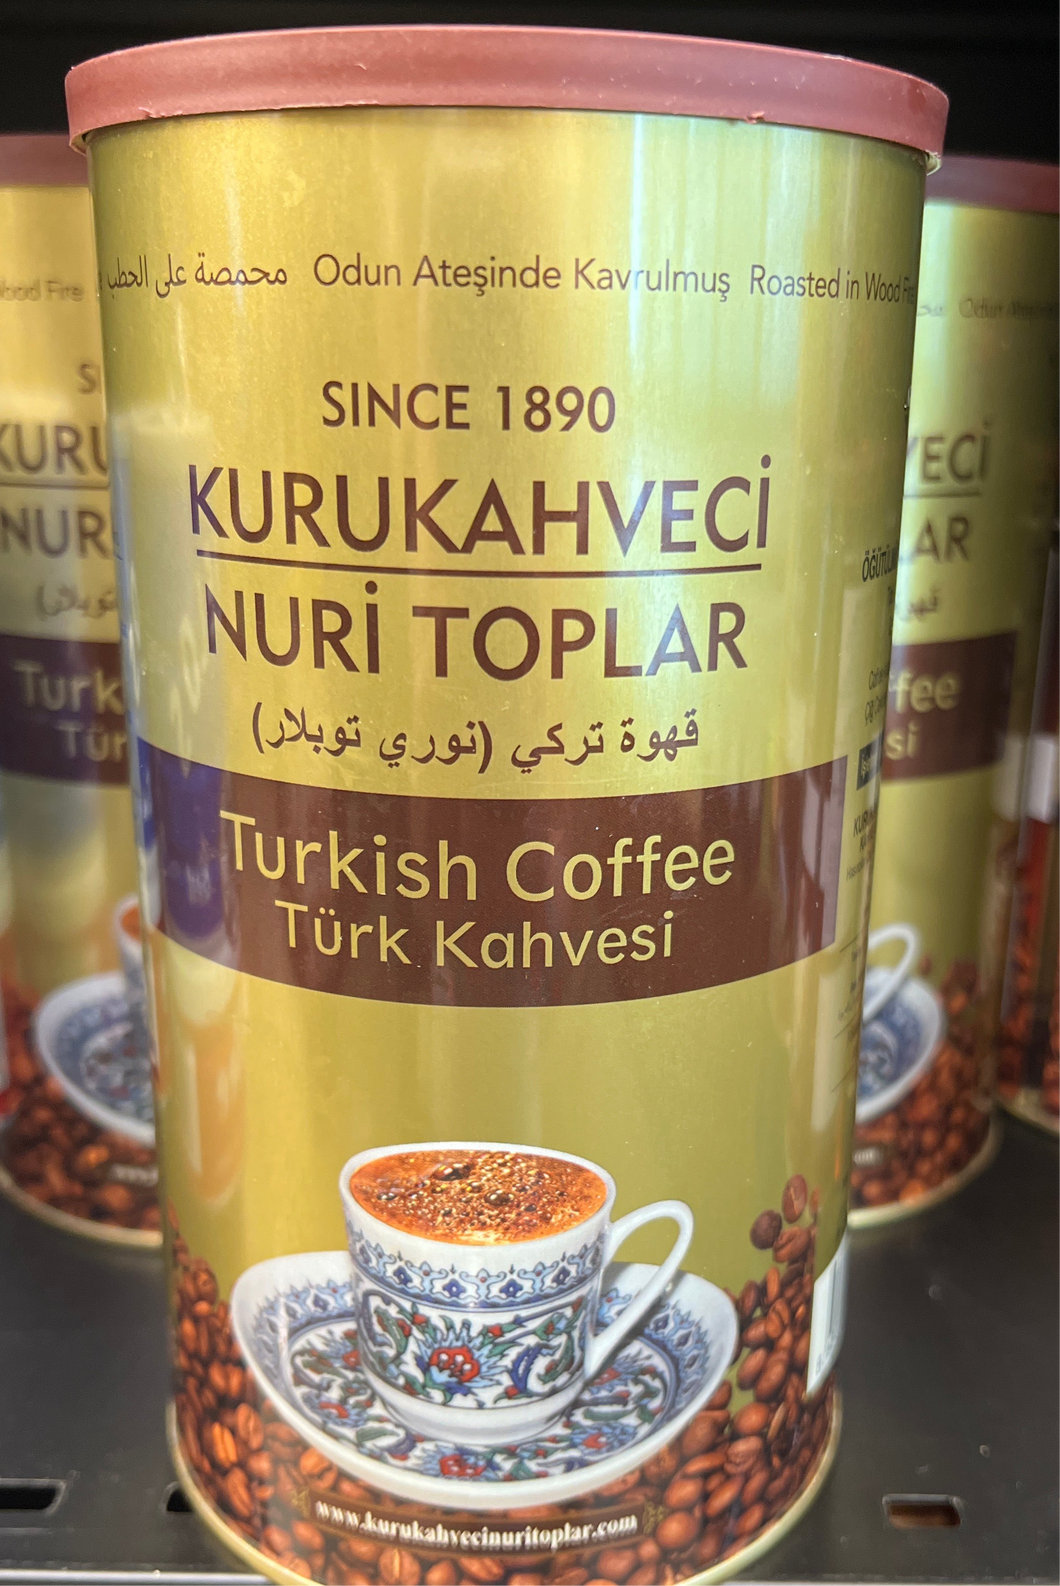 محمصة على الحطب Odun Ateşinde Kavrulmuş Roasted in Wood
SINCE 1890
KURUKAHVECİ
NURİ TOPLAR
قهوة تركي (نوري توبلار)
Turkish Coffee
Türk Kahvesi
www.kurukahvecinuritoplar.com